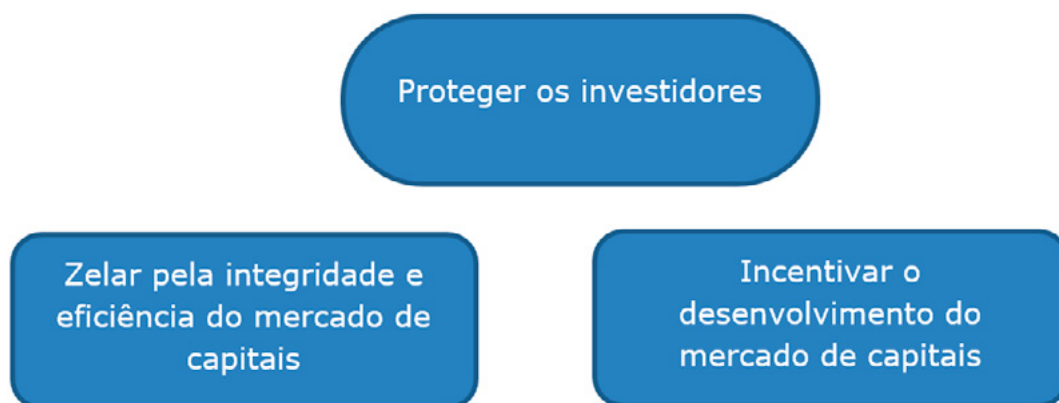 Proteger os investidores
Zelar pela integridade e
eficiência do mercado de
capitais
Incentivar o
desenvolvimento do
mercado de capitais